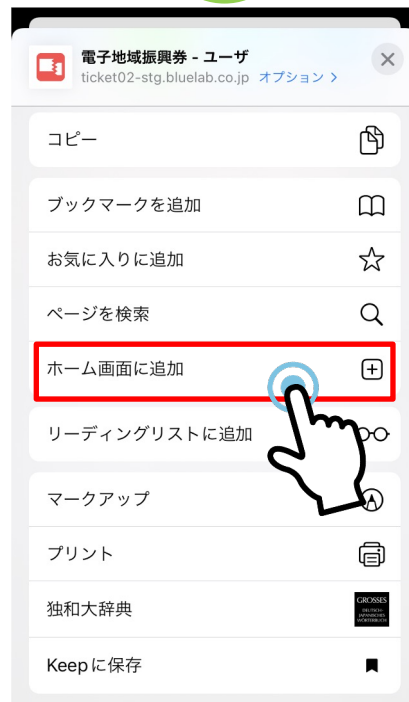 電子地域振興券 - ユーザ
ticket02-stg.bluelab.co.jp オプション >
コピー
ブックマークを追加
お気に入りに追加
ページを検索
ホーム画面に追加
リーディングリストに追加
マークアップ
プリント
独和大辞典
GROSSES
DEUTSCH-
JAPANISCHES
WÖRTERBUCH
Keepに保存